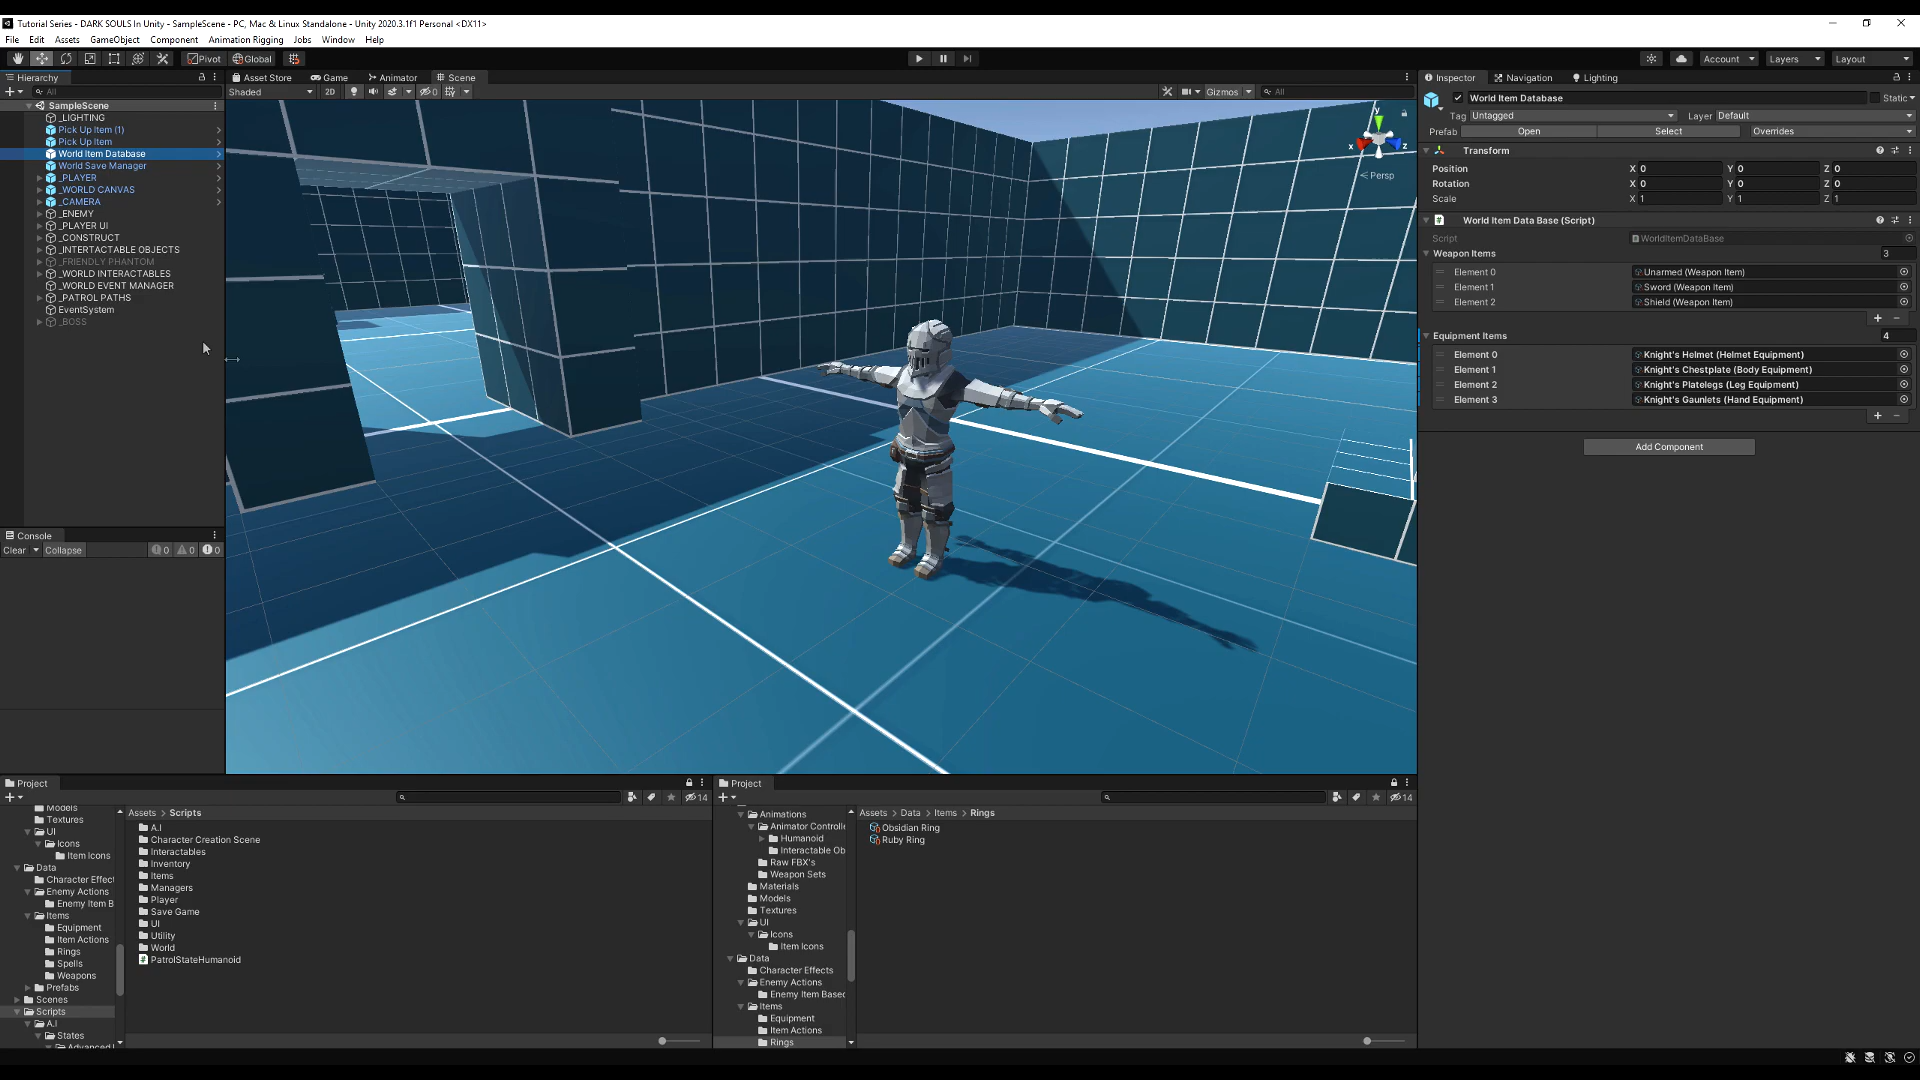 Tutorial Series - DARK SOULS In Unity - SampleScene - PC, Mac & Linux Standalone - Unity 2020.3.1f1 Personal <DX11>
File Edit Assets GameObject Component Animation Rigging Jobs Window Help
Pivot Global Account Layers Layout
Hierarchy
All
SampleScene
_LIGHTING
Pick Up Item (1)
Pick Up Item
World Item Database
World Save Manager
_PLAYER
_WORLD CANVAS
_CAMERA
_ENEMY
_PLAYER UI
_CONSTRUCT
_INTERTACTABLE OBJECTS
_FRIENDLY PHANTOM
_WORLD INTERACTABLES
_WORLD EVENT MANAGER
_PATROL PATHS
EventSystem
_BOSS
Console
Clear Collapse 0 0 0
Asset Store Game Animator Scene
Shaded 2D 0 Gizmos All
y
x z
Persp
Inspector Navigation Lighting
World Item Database Static
Tag Untagged Layer Default
Prefab Open Select Overrides
Transform
Position X 0 Y 0 Z 0
Rotation X 0 Y 0 Z 0
Scale X 1 Y 1 Z 1
World Item Data Base (Script)
Script WorldItemDataBase
Weapon Items 3
Element 0 Unarmed (Weapon Item)
Element 1 Sword (Weapon Item)
Element 2 Shield (Weapon Item)
+ −
Equipment Items 4
Element 0 Knight's Helmet (Helmet Equipment)
Element 1 Knight's Chestplate (Body Equipment)
Element 2 Knight's Platelegs (Leg Equipment)
Element 3 Knight's Gaunlets (Hand Equipment)
+ −
Add Component
Project
14
Models
Textures
UI
Icons
Item Icons
Data
Character Effect
Enemy Actions
Enemy Item B
Items
Equipment
Item Actions
Rings
Spells
Weapons
Prefabs
Scenes
Scripts
A.I
States
Advanced
Assets > Scripts
A.I
Character Creation Scene
Interactables
Inventory
Items
Managers
Player
Save Game
UI
Utility
World
PatrolStateHumanoid
Project
14
Animations
Animator Controlle
Humanoid
Interactable Ob
Raw FBX's
Weapon Sets
Materials
Models
Textures
UI
Icons
Item Icons
Data
Character Effects
Enemy Actions
Enemy Item Based
Items
Equipment
Item Actions
Rings
Assets > Data > Items > Rings
Obsidian Ring
Ruby Ring